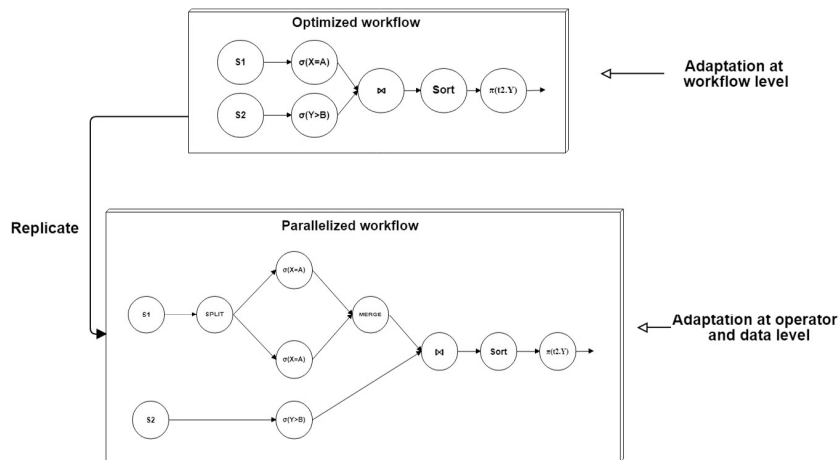 Optimized workflow
S1
σ(X=A)
S2
σ(Y>B)
⋈
Sort
π(t2.Y)
Adaptation at
workflow level
Replicate
Parallelized workflow
S1
SPLIT
σ(X=A)
σ(X=A)
MERGE
S2
σ(Y>B)
⋈
Sort
π(t2.Y)
Adaptation at operator
and data level